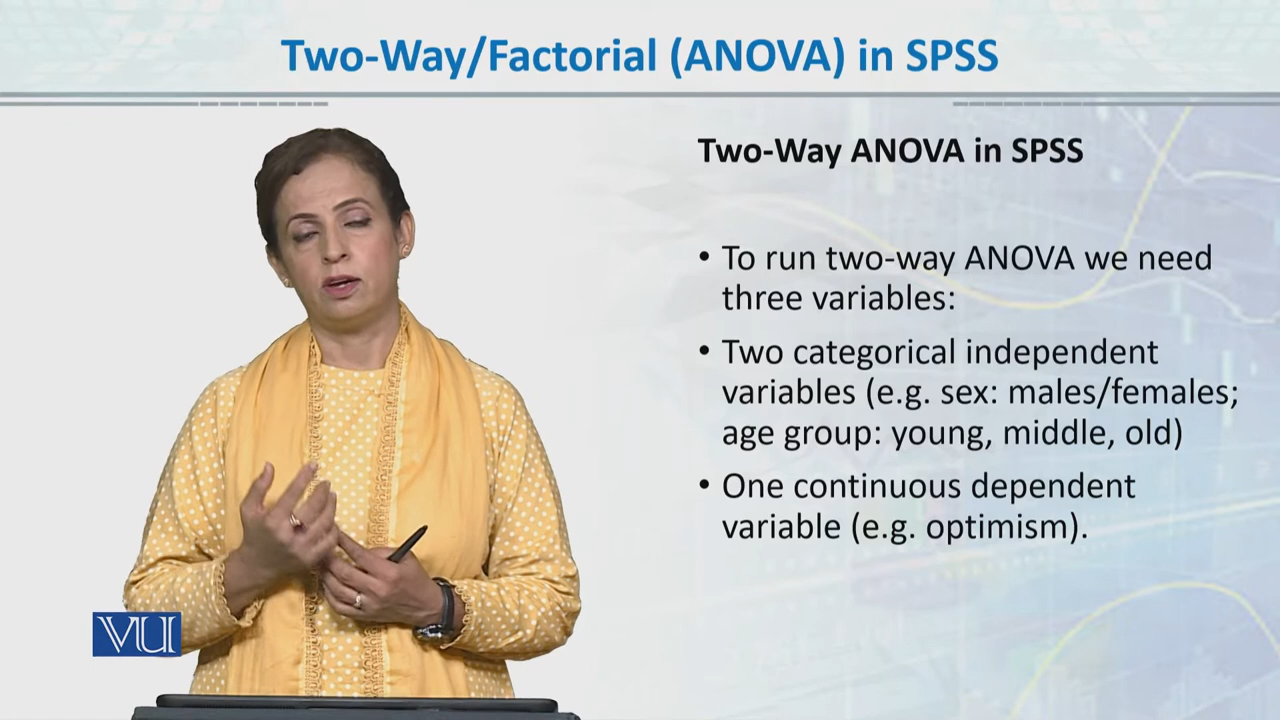 Two-Way/Factorial (ANOVA) in SPSS
Two-Way ANOVA in SPSS
• To run two-way ANOVA we need
three variables:
• Two categorical independent
variables (e.g. sex: males/females;
age group: young, middle, old)
• One continuous dependent
variable (e.g. optimism).
VU